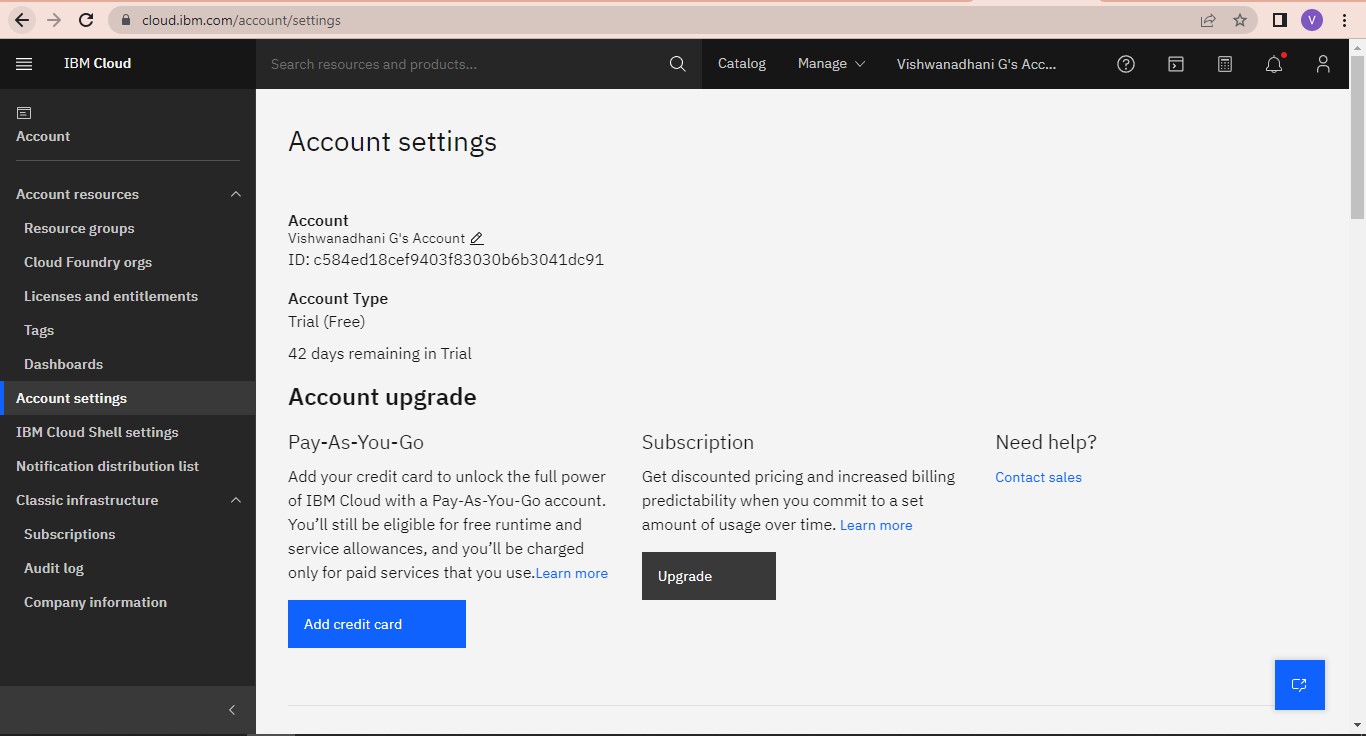 cloud.ibm.com/account/settings
V
IBM Cloud
Search resources and products...
Catalog
Manage
Vishwanadhani G's Acc...
Account
Account resources
Resource groups
Cloud Foundry orgs
Licenses and entitlements
Tags
Dashboards
Account settings
IBM Cloud Shell settings
Notification distribution list
Classic infrastructure
Subscriptions
Audit log
Company information
Account settings
Account
Vishwanadhani G's Account
ID: c584ed18cef9403f83030b6b3041dc91
Account Type
Trial (Free)
42 days remaining in Trial
Account upgrade
Pay-As-You-Go
Add your credit card to unlock the full power
of IBM Cloud with a Pay-As-You-Go account.
You’ll still be eligible for free runtime and
service allowances, and you’ll be charged
only for paid services that you use.Learn more
Add credit card
Subscription
Get discounted pricing and increased billing
predictability when you commit to a set
amount of usage over time. Learn more
Upgrade
Need help?
Contact sales